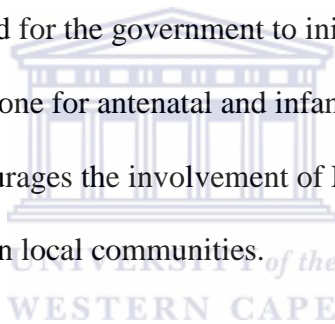 d for the government to ini
one for antenatal and infan
urages the involvement of
n local communities.
UNIVERSITY of the
WESTERN CAPE